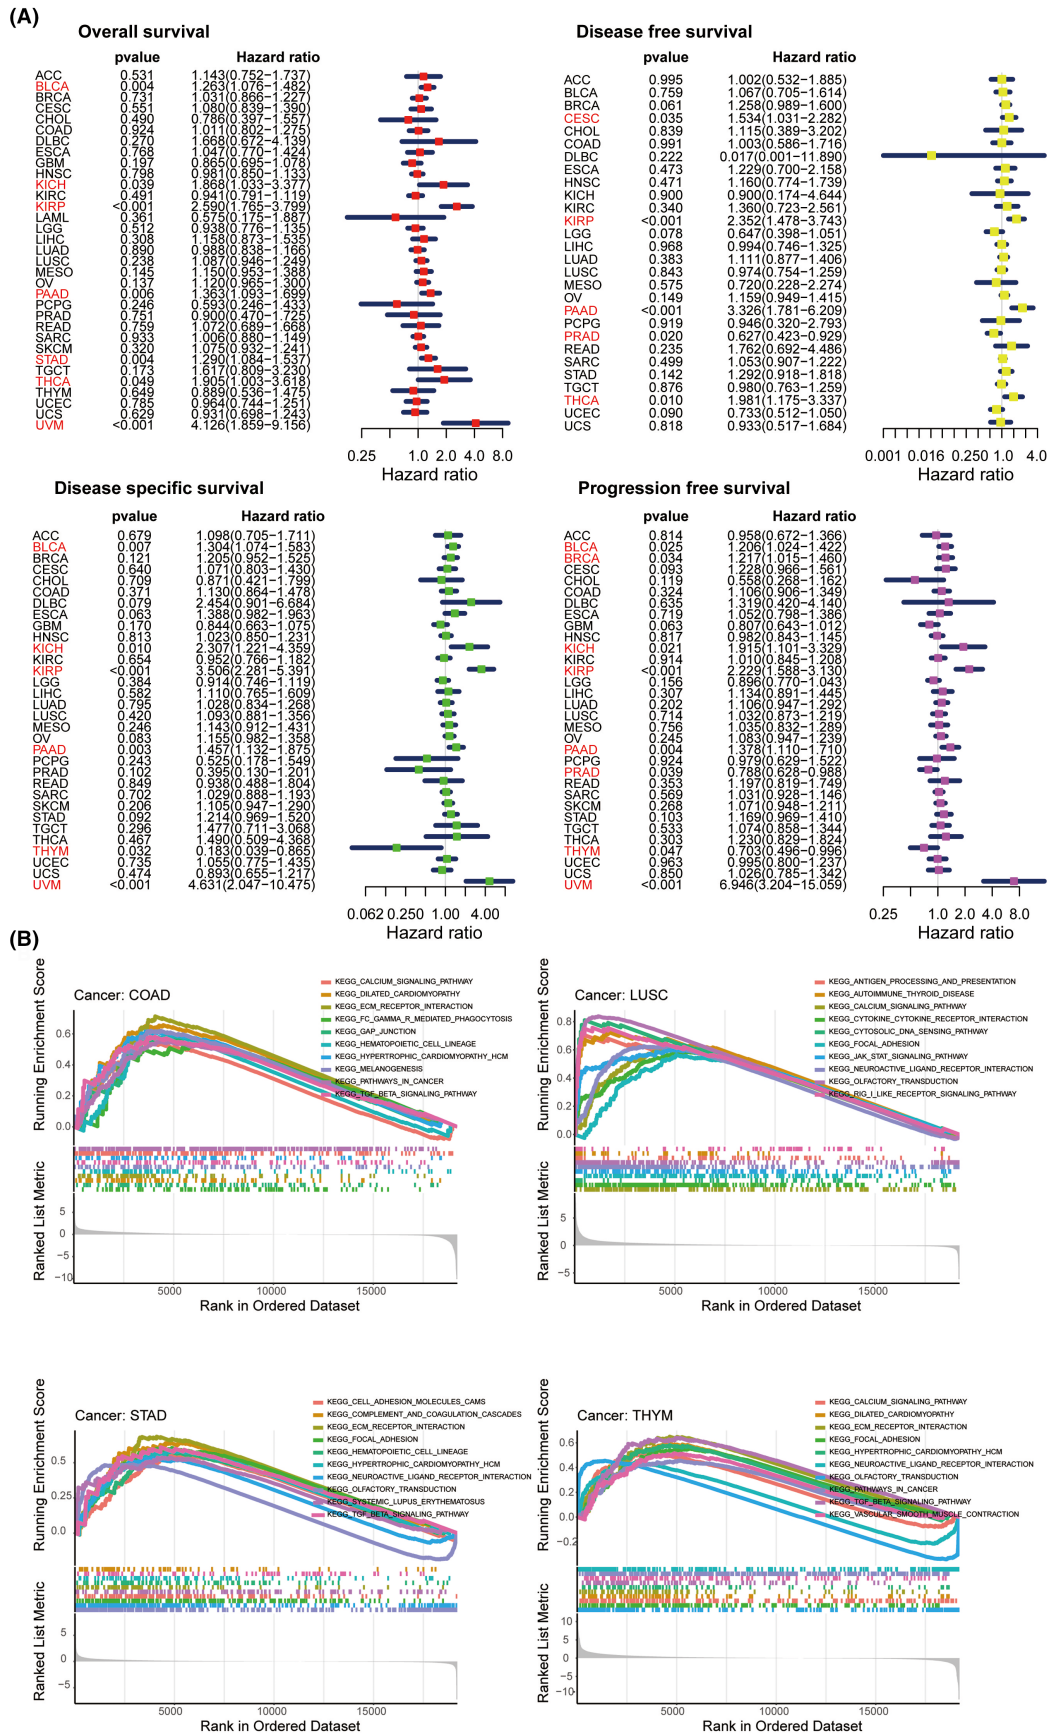 (A)
Overall survival
pvalue Hazard ratio
ACC 0.531 1.143(0.752−1.737)
BLCA 0.004 1.263(1.076−1.482)
BRCA 0.731 1.031(0.866−1.227)
CESC 0.551 1.080(0.839−1.390)
CHOL 0.490 0.786(0.397−1.557)
COAD 0.924 1.011(0.802−1.275)
DLBC 0.270 1.668(0.672−4.139)
ESCA 0.768 1.047(0.770−1.424)
GBM 0.197 0.865(0.695−1.078)
HNSC 0.798 0.981(0.850−1.133)
KICH 0.039 1.868(1.033−3.377)
KIRC 0.491 0.941(0.791−1.119)
KIRP <0.001 2.590(1.765−3.799)
LAML 0.361 0.575(0.175−1.887)
LGG 0.512 0.938(0.776−1.135)
LIHC 0.308 1.158(0.873−1.535)
LUAD 0.890 0.988(0.838−1.166)
LUSC 0.238 1.087(0.946−1.249)
MESO 0.145 1.150(0.953−1.388)
OV 0.137 1.120(0.965−1.300)
PAAD 0.006 1.363(1.093−1.699)
PCPG 0.246 0.593(0.246−1.433)
PRAD 0.751 0.900(0.470−1.725)
READ 0.759 1.072(0.689−1.668)
SARC 0.933 1.006(0.880−1.149)
SKCM 0.320 1.075(0.932−1.241)
STAD 0.004 1.290(1.084−1.537)
TGCT 0.173 1.617(0.809−3.230)
THCA 0.049 1.905(1.003−3.618)
THYM 0.649 0.889(0.536−1.475)
UCEC 0.785 0.964(0.744−1.251)
UCS 0.629 0.931(0.698−1.243)
UVM <0.001 4.126(1.859−9.156)
0.25 1.0 2.0 4.0 8.0
Hazard ratio
Disease free survival
pvalue Hazard ratio
ACC 0.995 1.002(0.532−1.885)
BLCA 0.759 1.067(0.705−1.614)
BRCA 0.061 1.258(0.989−1.600)
CESC 0.035 1.534(1.031−2.282)
CHOL 0.839 1.115(0.389−3.202)
COAD 0.991 1.003(0.586−1.716)
DLBC 0.222 0.017(0.001−11.890)
ESCA 0.473 1.229(0.700−2.158)
HNSC 0.471 1.160(0.774−1.739)
KICH 0.900 0.900(0.174−4.644)
KIRC 0.340 1.360(0.723−2.561)
KIRP <0.001 2.352(1.478−3.743)
LGG 0.078 0.647(0.398−1.051)
LIHC 0.968 0.994(0.746−1.325)
LUAD 0.383 1.111(0.877−1.406)
LUSC 0.843 0.974(0.754−1.259)
MESO 0.575 0.720(0.228−2.274)
OV 0.149 1.159(0.949−1.415)
PAAD <0.001 3.326(1.781−6.209)
PCPG 0.919 0.946(0.320−2.793)
PRAD 0.020 0.627(0.423−0.929)
READ 0.235 1.762(0.692−4.486)
SARC 0.499 1.053(0.907−1.222)
STAD 0.142 1.292(0.918−1.818)
TGCT 0.876 0.980(0.763−1.259)
THCA 0.010 1.981(1.175−3.337)
UCEC 0.090 0.733(0.512−1.050)
UCS 0.818 0.933(0.517−1.684)
0.001 0.016 0.250 1.0 4.0
Hazard ratio
Disease specific survival
pvalue Hazard ratio
ACC 0.679 1.098(0.705−1.711)
BLCA 0.007 1.304(1.074−1.583)
BRCA 0.121 1.205(0.952−1.525)
CESC 0.640 1.071(0.803−1.430)
CHOL 0.709 0.871(0.421−1.799)
COAD 0.371 1.130(0.864−1.478)
DLBC 0.079 2.454(0.901−6.684)
ESCA 0.063 1.388(0.982−1.963)
GBM 0.170 0.844(0.663−1.075)
HNSC 0.813 1.023(0.850−1.231)
KICH 0.010 2.307(1.221−4.359)
KIRC 0.654 0.952(0.766−1.182)
KIRP <0.001 3.506(2.281−5.391)
LGG 0.384 0.914(0.746−1.119)
LIHC 0.582 1.110(0.765−1.609)
LUAD 0.795 1.028(0.834−1.268)
LUSC 0.420 1.093(0.881−1.356)
MESO 0.246 1.143(0.912−1.431)
OV 0.083 1.155(0.982−1.358)
PAAD 0.003 1.457(1.132−1.875)
PCPG 0.243 0.525(0.178−1.549)
PRAD 0.102 0.395(0.130−1.201)
READ 0.849 0.938(0.488−1.804)
SARC 0.702 1.029(0.888−1.193)
SKCM 0.206 1.105(0.947−1.290)
STAD 0.092 1.214(0.969−1.520)
TGCT 0.296 1.477(0.711−3.068)
THCA 0.467 1.490(0.509−4.368)
THYM 0.032 0.183(0.039−0.865)
UCEC 0.735 1.055(0.775−1.435)
UCS 0.474 0.893(0.655−1.217)
UVM <0.001 4.631(2.047−10.475)
0.062 0.250 1.00 4.00
Hazard ratio
Progression free survival
pvalue Hazard ratio
ACC 0.814 0.958(0.672−1.366)
BLCA 0.025 1.206(1.024−1.422)
BRCA 0.034 1.217(1.015−1.460)
CESC 0.093 1.228(0.966−1.561)
CHOL 0.119 0.558(0.268−1.162)
COAD 0.324 1.106(0.906−1.349)
DLBC 0.635 1.319(0.420−4.140)
ESCA 0.719 1.052(0.798−1.386)
GBM 0.063 0.807(0.643−1.012)
HNSC 0.817 0.982(0.843−1.145)
KICH 0.021 1.915(1.101−3.329)
KIRC 0.914 1.010(0.845−1.208)
KIRP <0.001 2.229(1.588−3.130)
LGG 0.156 0.896(0.770−1.043)
LIHC 0.307 1.134(0.891−1.445)
LUAD 0.202 1.106(0.947−1.292)
LUSC 0.714 1.032(0.873−1.219)
MESO 0.756 1.035(0.832−1.289)
OV 0.245 1.083(0.947−1.239)
PAAD 0.004 1.378(1.110−1.710)
PCPG 0.924 0.979(0.629−1.522)
PRAD 0.039 0.788(0.628−0.988)
READ 0.353 1.197(0.819−1.749)
SARC 0.569 1.031(0.928−1.146)
SKCM 0.268 1.071(0.948−1.211)
STAD 0.103 1.169(0.969−1.410)
TGCT 0.533 1.074(0.858−1.344)
THCA 0.303 1.230(0.829−1.824)
THYM 0.047 0.703(0.496−0.996)
UCEC 0.963 0.995(0.800−1.237)
UCS 0.850 1.026(0.785−1.342)
UVM <0.001 6.946(3.204−15.059)
0.25 1.0 2.0 4.0 8.0
Hazard ratio
(B)
Cancer: COAD
KEGG_CALCIUM_SIGNALING_PATHWAY
KEGG_DILATED_CARDIOMYOPATHY
KEGG_ECM_RECEPTOR_INTERACTION
KEGG_FC_GAMMA_R_MEDIATED_PHAGOCYTOSIS
KEGG_GAP_JUNCTION
KEGG_HEMATOPOIETIC_CELL_LINEAGE
KEGG_HYPERTROPHIC_CARDIOMYOPATHY_HCM
KEGG_MELANOGENESIS
KEGG_PATHWAYS_IN_CANCER
KEGG_TGF_BETA_SIGNALING_PATHWAY
Running Enrichment Score
0.6
0.4
0.2
0.0
Ranked List Metric
5
0
−5
−10
5000 10000 15000
Rank in Ordered Dataset
Cancer: LUSC
KEGG_ANTIGEN_PROCESSING_AND_PRESENTATION
KEGG_AUTOIMMUNE_THYROID_DISEASE
KEGG_CALCIUM_SIGNALING_PATHWAY
KEGG_CYTOKINE_CYTOKINE_RECEPTOR_INTERACTION
KEGG_CYTOSOLIC_DNA_SENSING_PATHWAY
KEGG_FOCAL_ADHESION
KEGG_JAK_STAT_SIGNALING_PATHWAY
KEGG_NEUROACTIVE_LIGAND_RECEPTOR_INTERACTION
KEGG_OLFACTORY_TRANSDUCTION
KEGG_RIG_I_LIKE_RECEPTOR_SIGNALING_PATHWAY
Running Enrichment Score
0.8
0.6
0.4
0.2
0.0
Ranked List Metric
5
0
−5
5000 10000 15000
Rank in Ordered Dataset
Cancer: STAD
KEGG_CELL_ADHESION_MOLECULES_CAMS
KEGG_COMPLEMENT_AND_COAGULATION_CASCADES
KEGG_ECM_RECEPTOR_INTERACTION
KEGG_FOCAL_ADHESION
KEGG_HEMATOPOIETIC_CELL_LINEAGE
KEGG_HYPERTROPHIC_CARDIOMYOPATHY_HCM
KEGG_NEUROACTIVE_LIGAND_RECEPTOR_INTERACTION
KEGG_OLFACTORY_TRANSDUCTION
KEGG_SYSTEMIC_LUPUS_ERYTHEMATOSUS
KEGG_TGF_BETA_SIGNALING_PATHWAY
Running Enrichment Score
0.5
0.25
0.0
Ranked List Metric
5
0
−5
5000 10000 15000
Rank in Ordered Dataset
Cancer: THYM
KEGG_CALCIUM_SIGNALING_PATHWAY
KEGG_DILATED_CARDIOMYOPATHY
KEGG_ECM_RECEPTOR_INTERACTION
KEGG_FOCAL_ADHESION
KEGG_HYPERTROPHIC_CARDIOMYOPATHY_HCM
KEGG_NEUROACTIVE_LIGAND_RECEPTOR_INTERACTION
KEGG_OLFACTORY_TRANSDUCTION
KEGG_PATHWAYS_IN_CANCER
KEGG_TGF_BETA_SIGNALING_PATHWAY
KEGG_VASCULAR_SMOOTH_MUSCLE_CONTRACTION
Running Enrichment Score
0.6
0.4
0.2
0.0
−0.2
Ranked List Metric
10
5
0
−5
−10
5000 10000 15000
Rank in Ordered Dataset